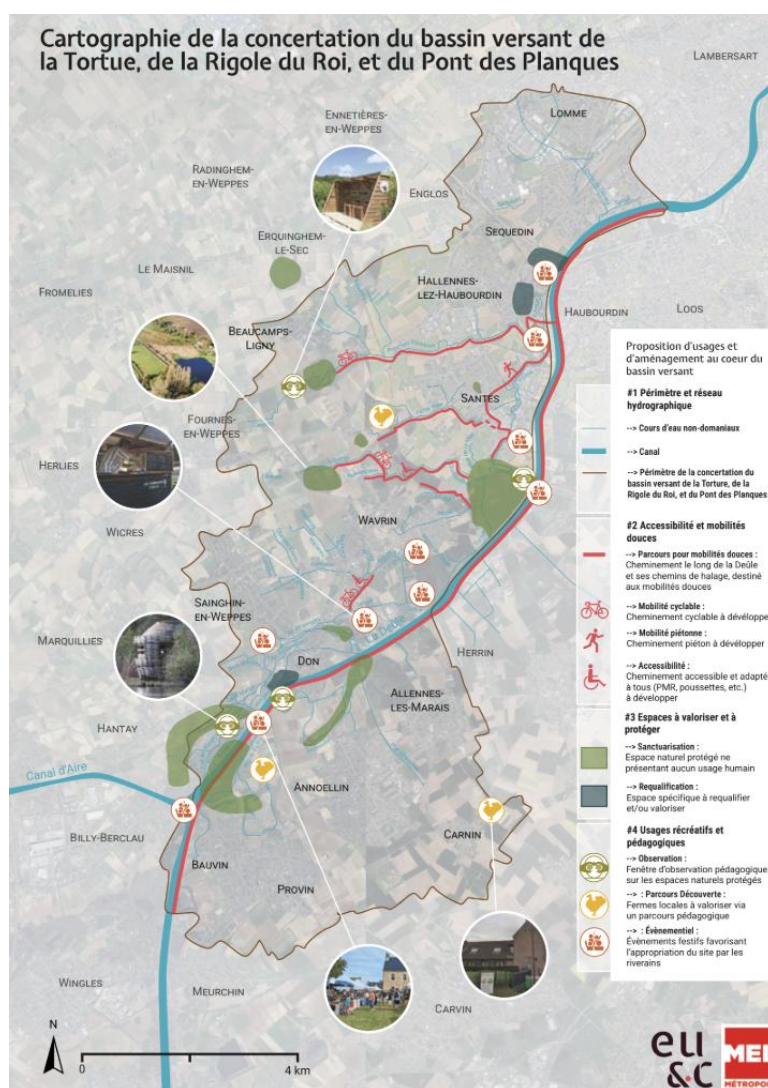 Cartographie de la concertation du bassin versant de
la Tortue, de la Rigole du Roi, et du Pont des Planques
LAMBERSART
ENNETIÈRES-
EN-WEPPES
LOMME
RADINGHEM-
EN-WEPPES
ENGLOS
ERQUINGHEM-
LE-SEC
SEQUEDIN
LE MAISNIL
FROMELIES
HALLENNES-
LEZ-HAUBOURDIN
HAUBOURDIN
LOOS
BEAUCAMPS-
LIGNY
SANTES
FOURNES-
EN-WEPPES
HERLIES
WICRES
WAVRIN
SAINGHIN-
EN-WEPPES
La Deûle
MARQUILLIES
DON
HERRIN
ALLENNES-
LES-MARAIS
HANTAY
Canal d'Aire
ANNOELLIN
BILLY-BERCLAU
CARNIN
BAUVIN
PROVIN
WINGLES
MEURCHIN
CARVIN
N
0
4 km
Proposition d'usages et
d'aménagement au coeur du
bassin versant
#1 Périmètre et réseau
hydrographique
--> Cours d'eau non-domaniaux
--> Canal
--> Périmètre de la concertation du
bassin versant de la Torture, de la
Rigole du Roi, et du Pont des Planques
#2 Accessibilité et mobilités
douces
--> Parcours pour mobilités douces :
Cheminement le long de la Deûle
et ses chemins de halage, destiné
aux mobilités douces
--> Mobilité cyclable :
Cheminement cyclable à développe
--> Mobilité piétonne :
Cheminement piéton à développer
--> Accessibilité :
Cheminement accessible et adapté
à tous (PMR, poussettes, etc.)
à développer
#3 Espaces à valoriser et à
protéger
--> Sanctuarisation :
Espace naturel protégé ne
présentant aucun usage humain
--> Requalification :
Espace spécifique à requalifier
et/ou valoriser
#4 Usages récréatifs et
pédagogiques
--> Observation :
Fenêtre d'observation pédagogique
sur les espaces naturels protégés
--> : Parcours Découverte :
Fermes locales à valoriser via
un parcours pédagogique
--> : Évènementiel :
Évènements festifs favorisant
l'appropriation du site par les
riverains
eu
&c
MEL
MÉTROPOL